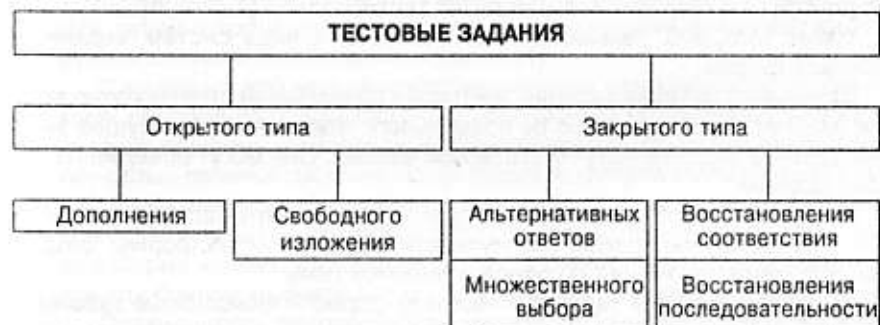 ТЕСТОВЫЕ ЗАДАНИЯ
Открытого типа
Закрытого типа
Дополнения
Свободного
изложения
Альтернативных
ответов
Восстановления
соответствия
Множественного
выбора
Восстановления
последовательности